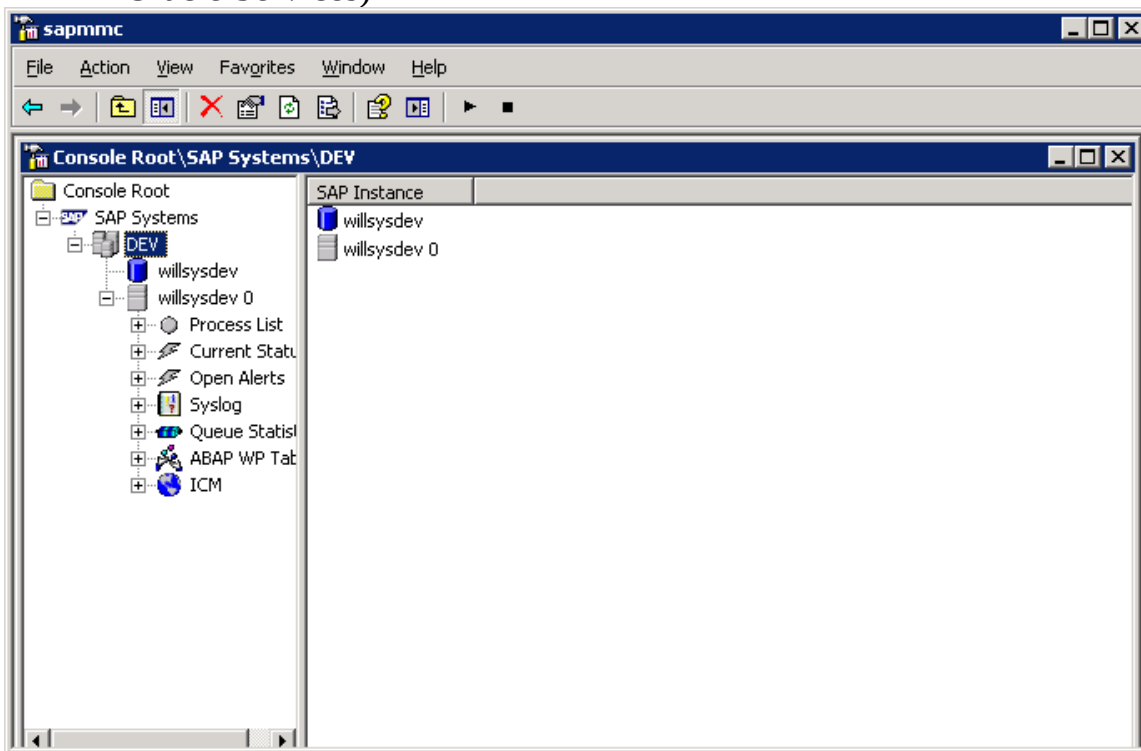 sapmmc
File Action View Favorites Window Help
Console Root\SAP Systems\DEV
Console Root
SAP Systems
DEV
willsysdev
willsysdev 0
Process List
Current Statu
Open Alerts
Syslog
Queue Statist
ABAP WP Tab
ICM
SAP Instance
willsysdev
willsysdev 0